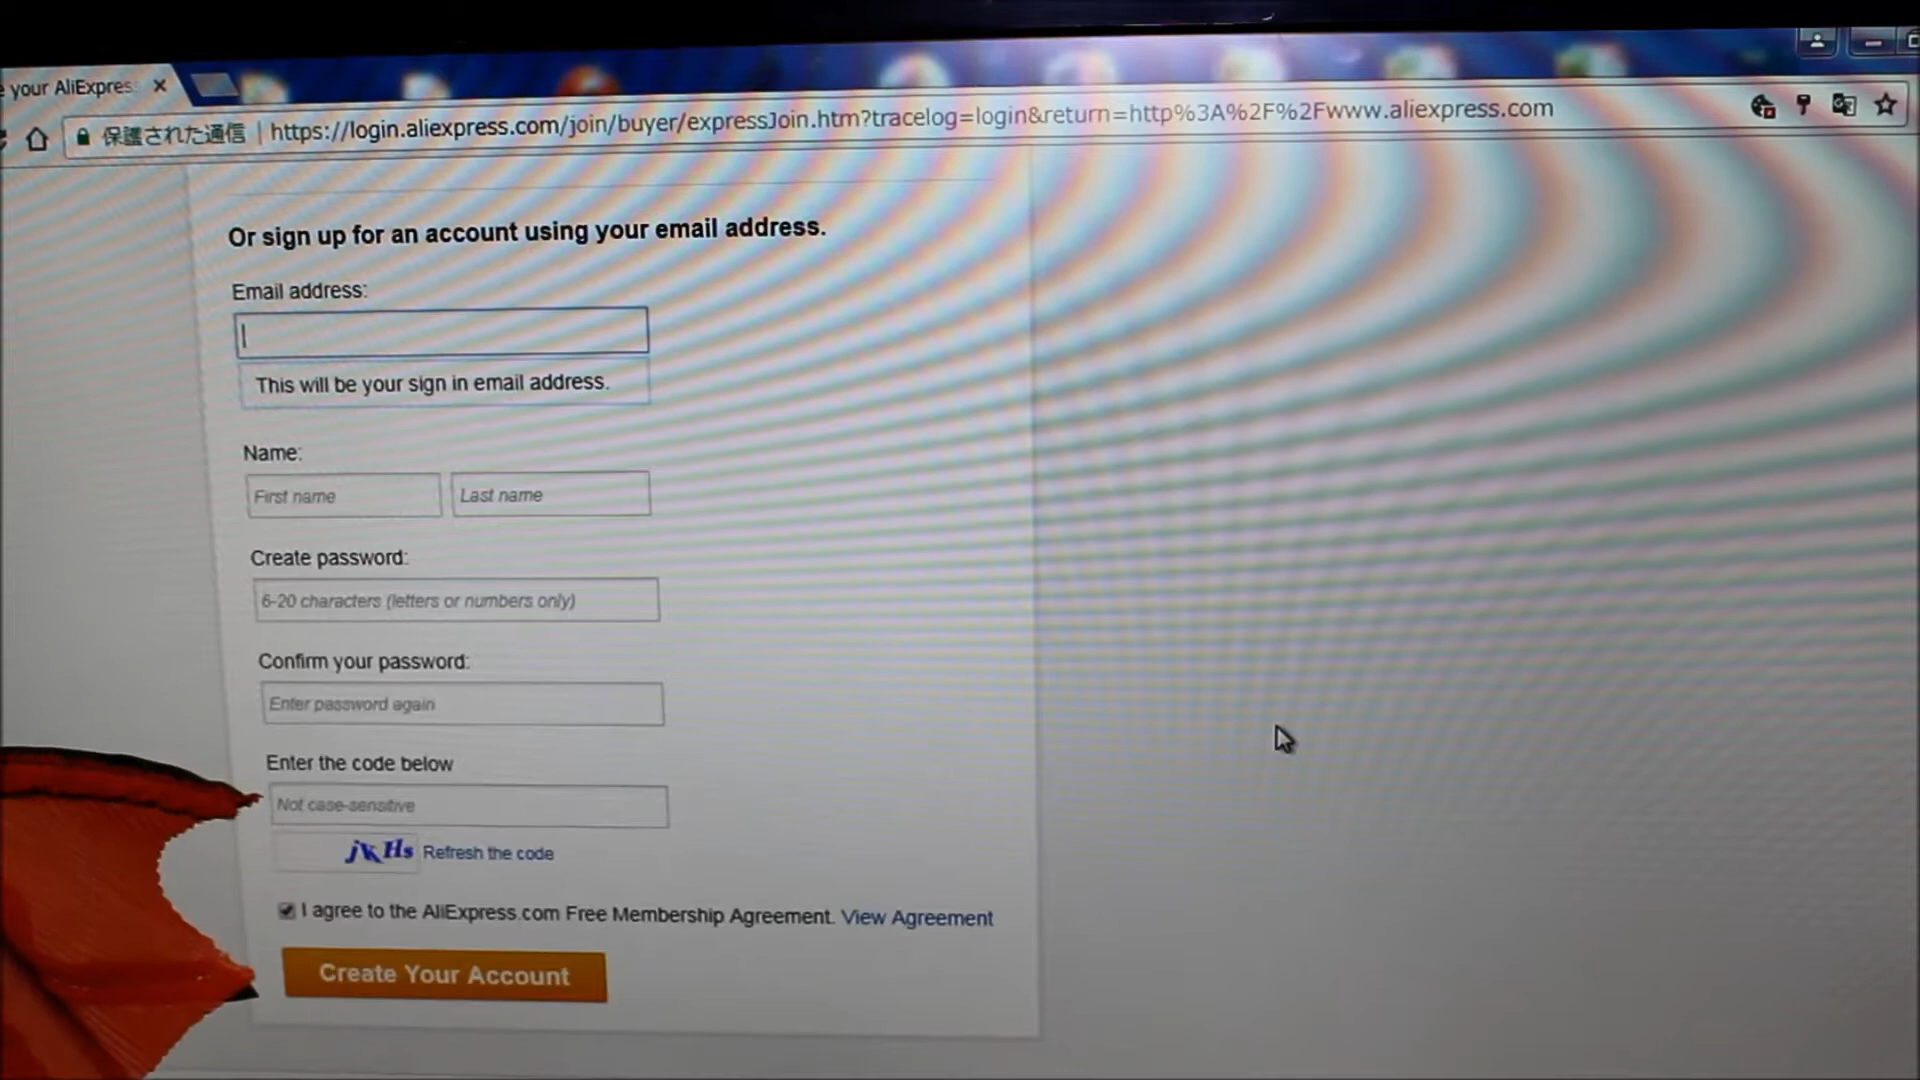 your AliExpres
保護された通信 | https://login.aliexpress.com/join/buyer/expressJoin.htm?tracelog=login&return=http%3A%2F%2Fwww.aliexpress.com
Or sign up for an account using your email address.
Email address:
This will be your sign in email address.
Name:
First name
Last name
Create password:
6-20 characters (letters or numbers only)
Confirm your password:
Enter password again
Enter the code below
Not case-sensitive
Refresh the code
I agree to the AliExpress.com Free Membership Agreement. View Agreement
Create Your Account